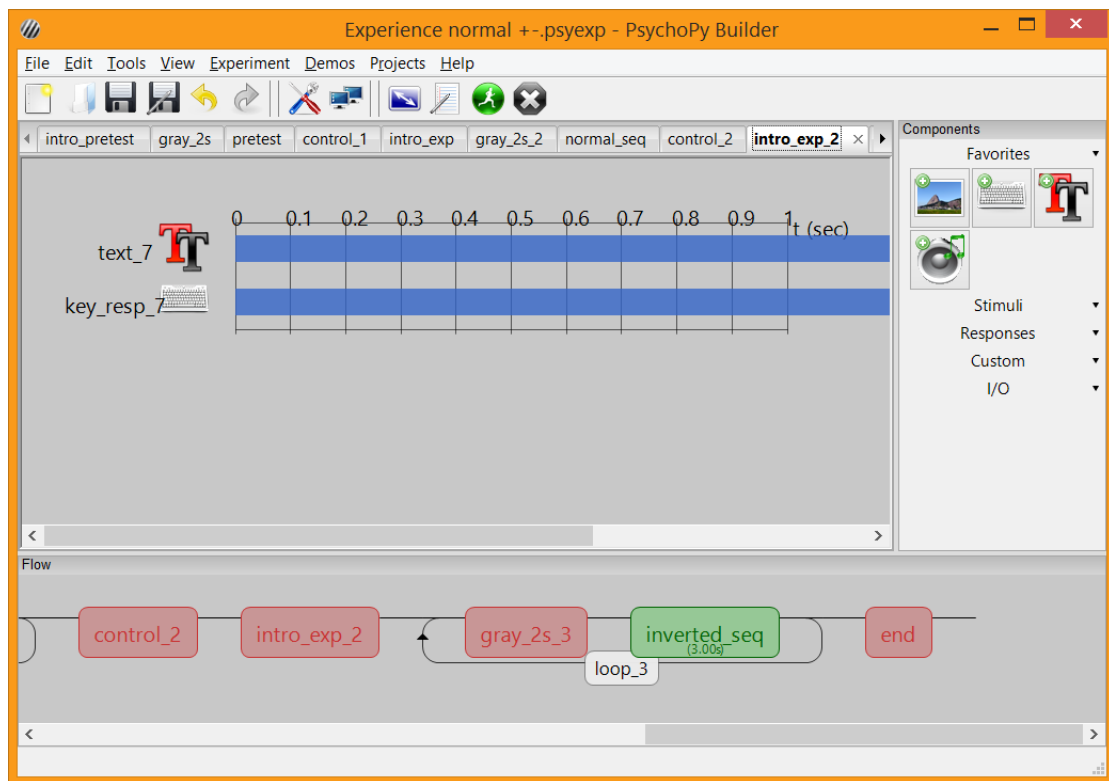 Experience normal +-.psyexp - PsychoPy Builder
File Edit Tools View Experiment Demos Projects Help
intro_pretest gray_2s pretest control_1 intro_exp gray_2s_2 normal_seq control_2 intro_exp_2
Components
Favorites
0 0.1 0.2 0.3 0.4 0.5 0.6 0.7 0.8 0.9 1 t (sec)
text_7
key_resp_7
Stimuli
Responses
Custom
I/O
Flow
control_2 intro_exp_2 gray_2s_3 inverted_seq end
(3.00s)
loop_3